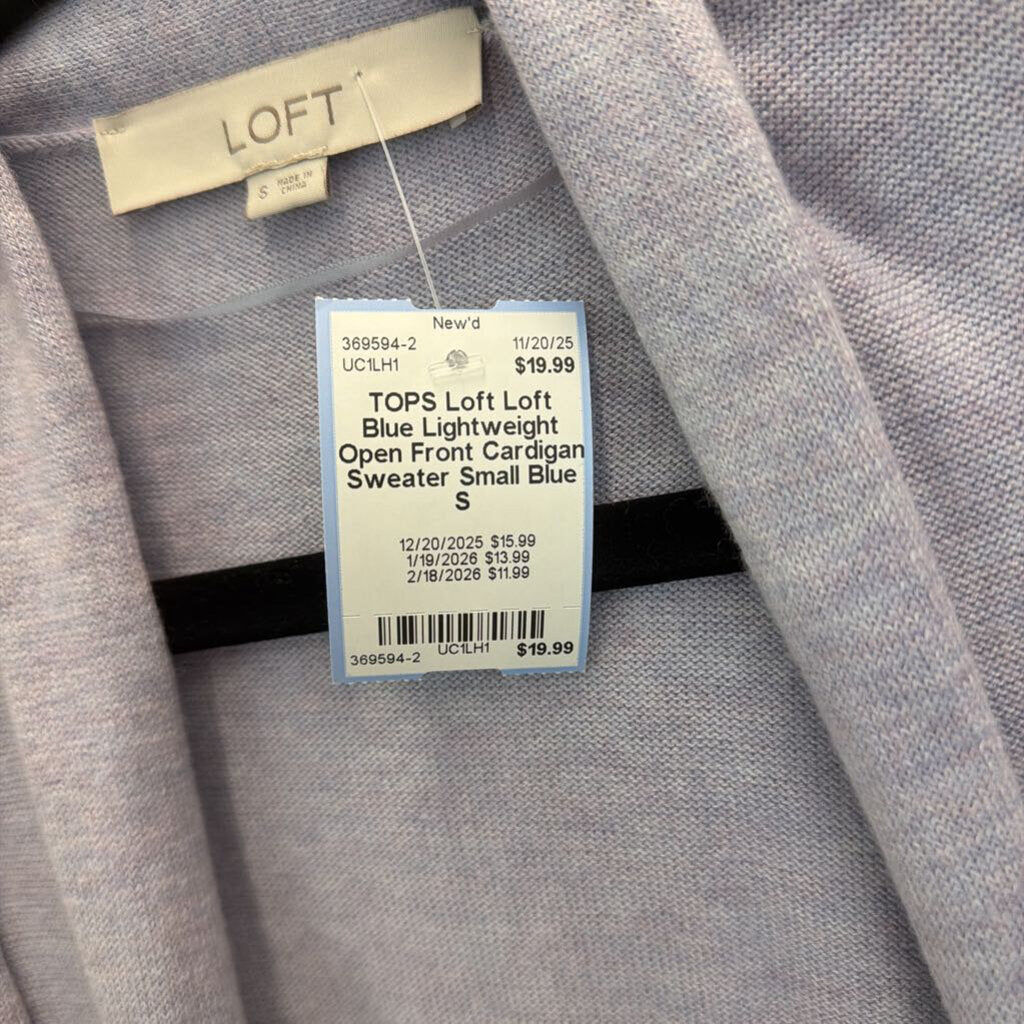 LOFT
S MADE IN
CHINA
New'd
369594-2 11/20/25
UC1LH1 $19.99
TOPS Loft Loft
Blue Lightweight
Open Front Cardigan
Sweater Small Blue
S
12/20/2025 $15.99
1/19/2026 $13.99
2/18/2026 $11.99
369594-2 UC1LH1 $19.99